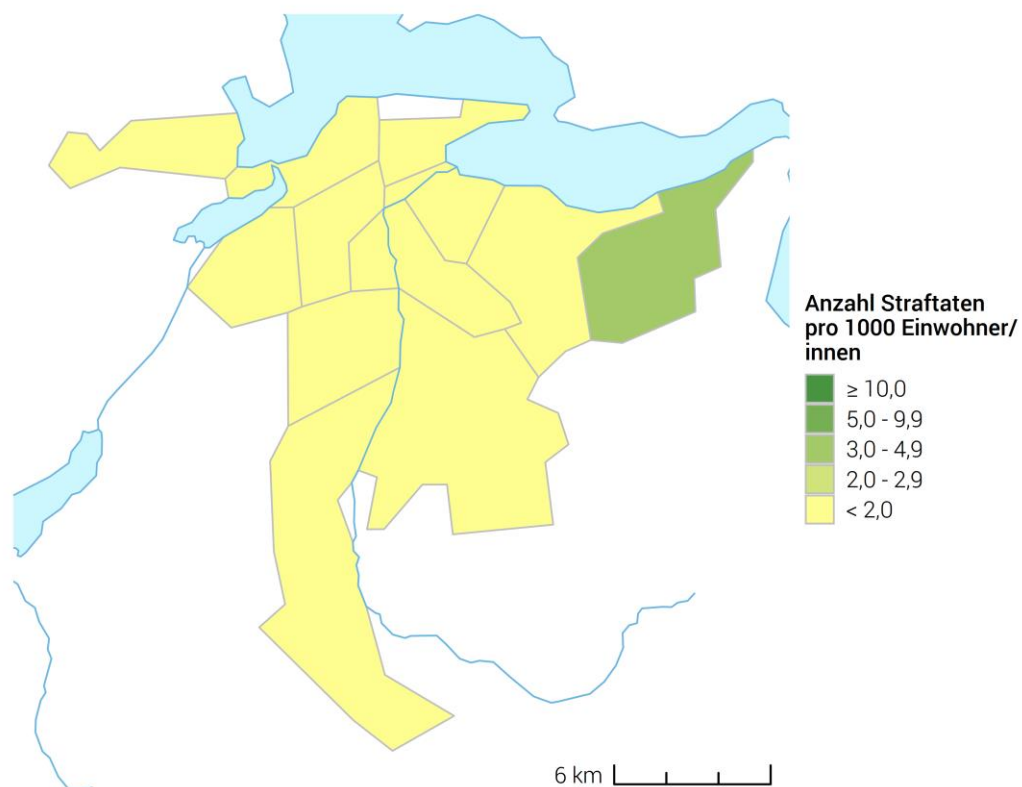 Anzahl Straftaten
pro 1000 Einwohner/
innen
≥ 10,0
5,0 - 9,9
3,0 - 4,9
2,0 - 2,9
< 2,0
6 km